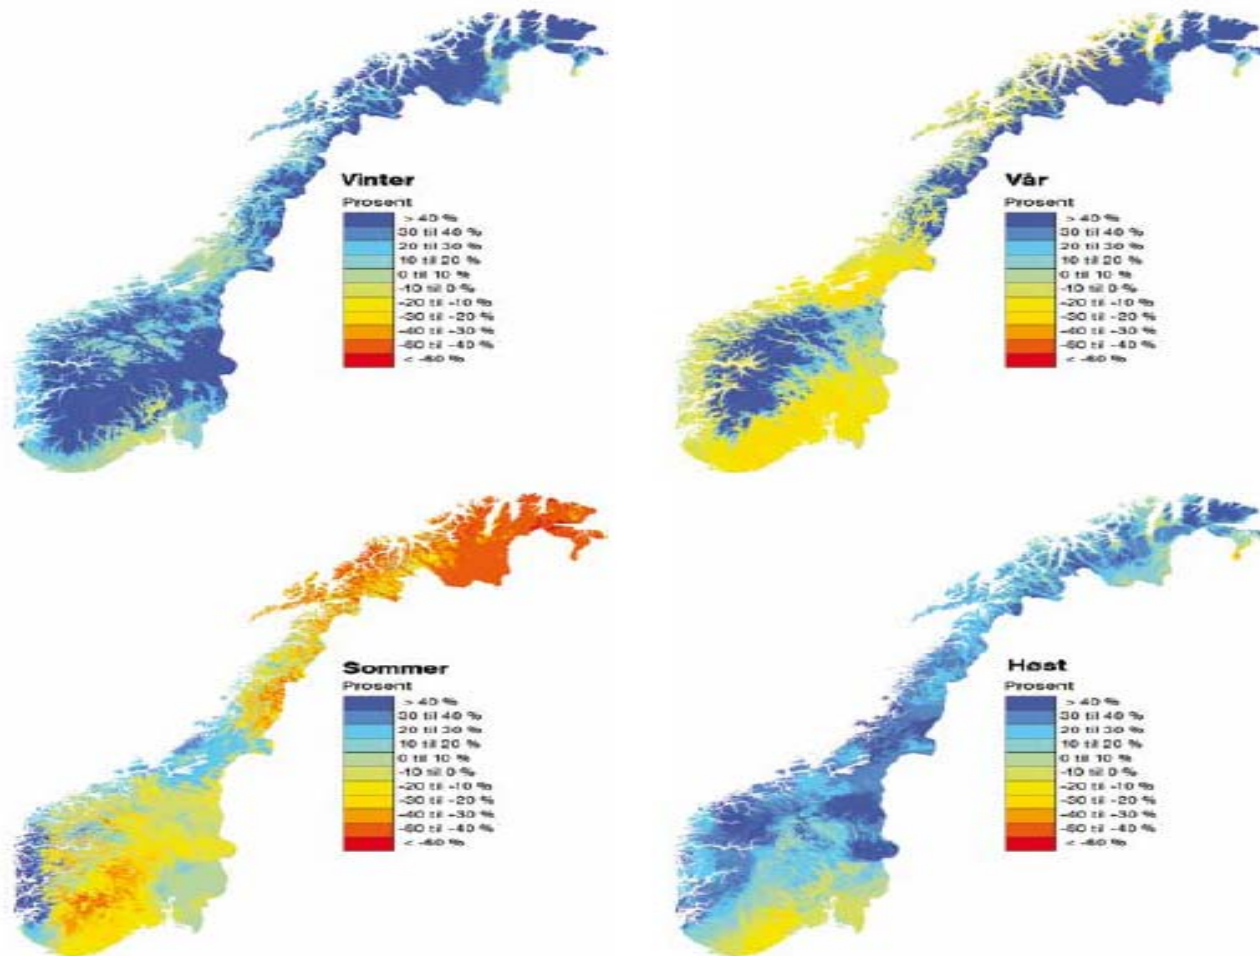 Vinter
Prosent
> 40 %
30 til 40 %
20 til 30 %
10 til 20 %
0 til 10 %
-10 til 0 %
-20 til -10 %
-30 til -20 %
-40 til -30 %
-50 til -40 %
< -50 %
Vår
Prosent
> 40 %
30 til 40 %
20 til 30 %
10 til 20 %
0 til 10 %
-10 til 0 %
-20 til -10 %
-30 til -20 %
-40 til -30 %
-50 til -40 %
< -50 %
Sommer
Prosent
> 40 %
30 til 40 %
20 til 30 %
10 til 20 %
0 til 10 %
-10 til 0 %
-20 til -10 %
-30 til -20 %
-40 til -30 %
-50 til -40 %
< -50 %
Høst
Prosent
> 40 %
30 til 40 %
20 til 30 %
10 til 20 %
0 til 10 %
-10 til 0 %
-20 til -10 %
-30 til -20 %
-40 til -30 %
-50 til -40 %
< -50 %